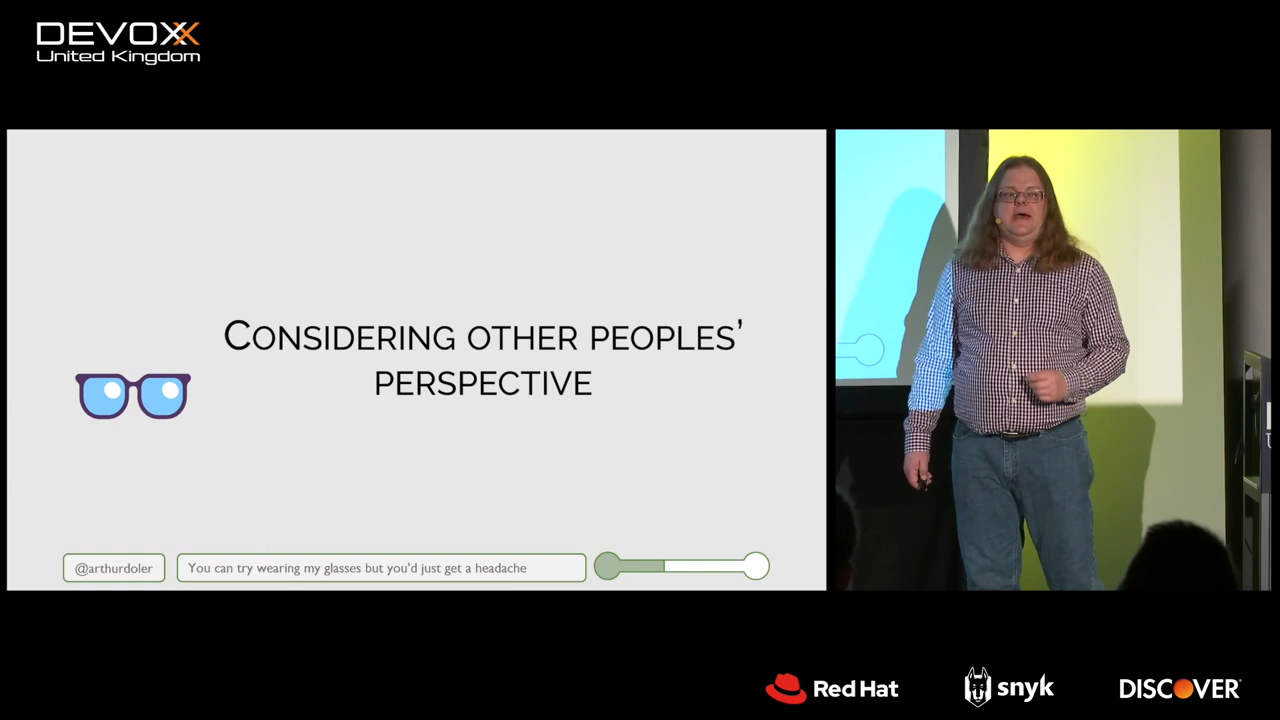 DEVOXX
United Kingdom
CONSIDERING OTHER PEOPLES’
PERSPECTIVE
@arthurdoler
You can try wearing my glasses but you'd just get a headache
Red Hat
snyk
DISCOVER